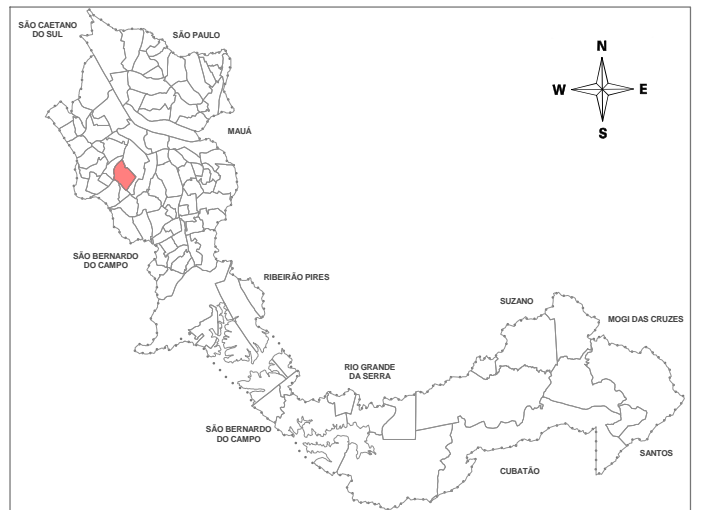 SÃO CAETANO
DO SUL
SÃO PAULO
N
W
E
S
MAUÁ
SÃO BERNARDO
DO CAMPO
RIBEIRÃO PIRES
SUZANO
MOGI DAS CRUZES
RIO GRANDE
DA SERRA
SÃO BERNARDO
DO CAMPO
SANTOS
CUBATÃO